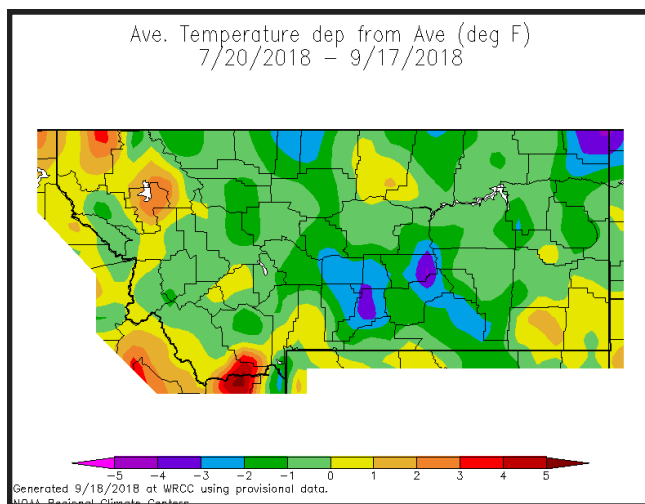 Ave. Temperature dep from Ave (deg F)
7/20/2018 – 9/17/2018
-5 -4 -3 -2 -1 0 1 2 3 4 5
Generated 9/18/2018 at WRCC using provisional data.
NOAA Regional Climate Centers